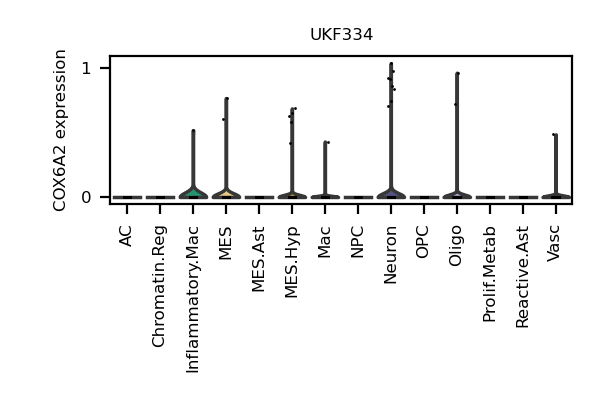 UKF334
COX6A2 expression
1
0
AC
Chromatin.Reg
Inflammatory.Mac
MES
MES.Ast
MES.Hyp
Mac
NPC
Neuron
OPC
Oligo
Prolif.Metab
Reactive.Ast
Vasc